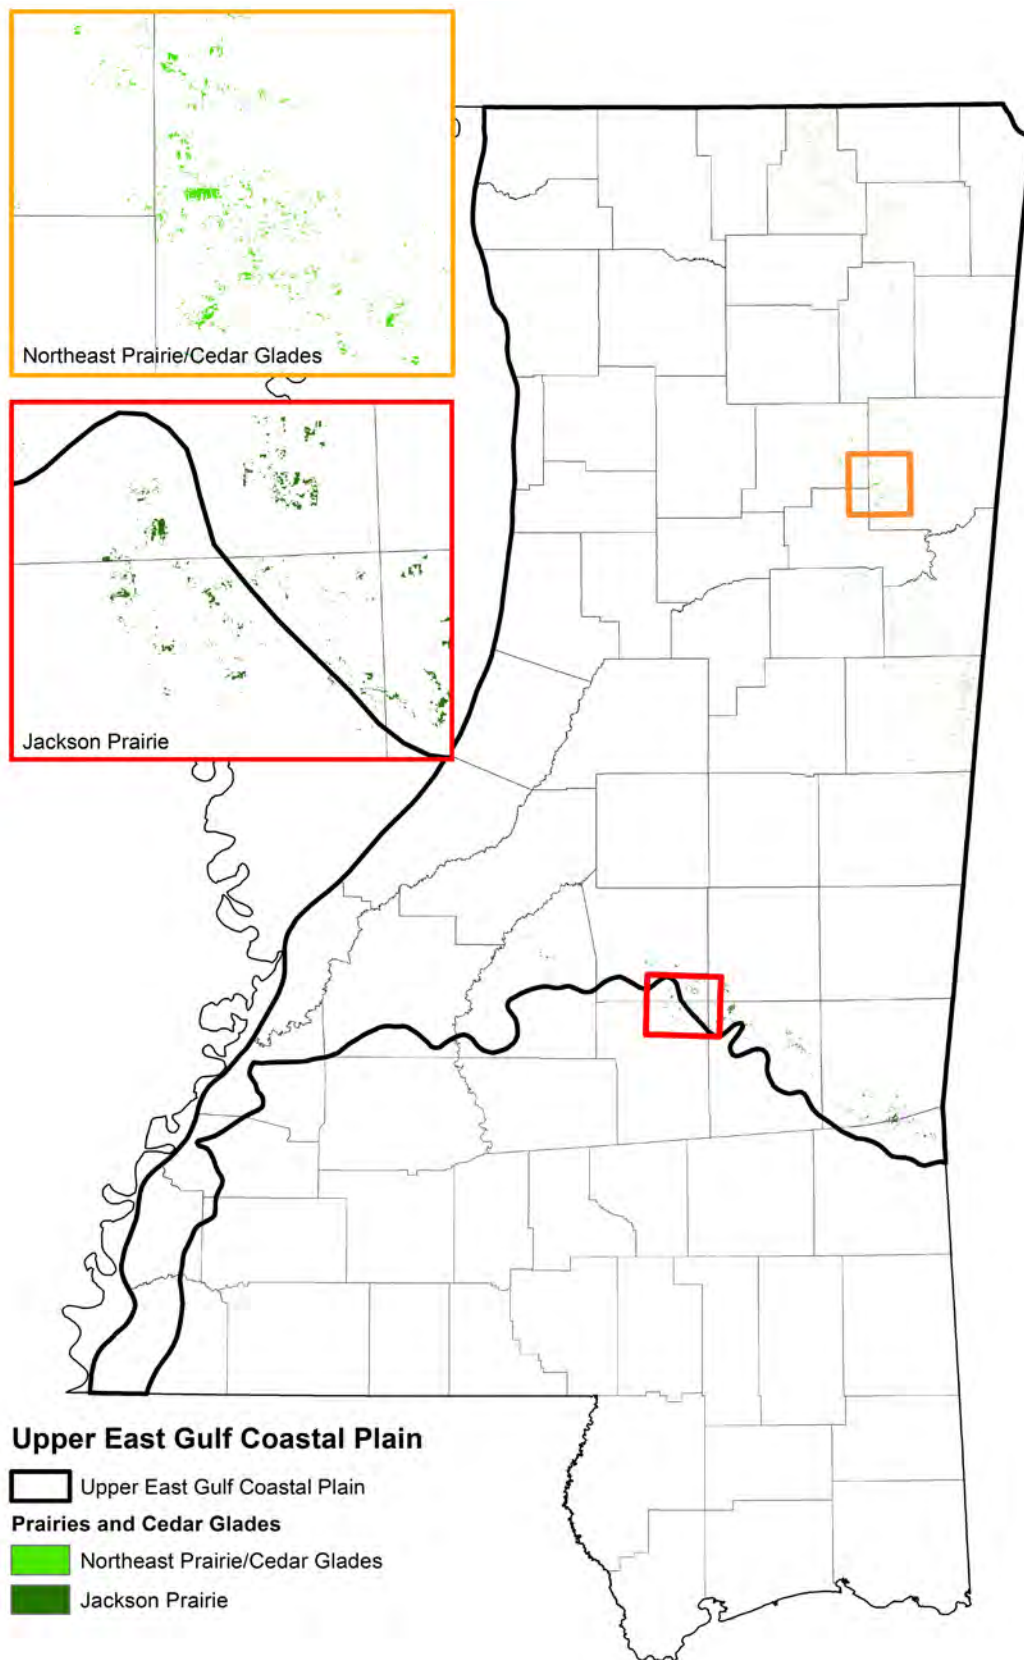 Northeast Prairie/Cedar Glades
Jackson Prairie
Upper East Gulf Coastal Plain
Upper East Gulf Coastal Plain
Prairies and Cedar Glades
Northeast Prairie/Cedar Glades
Jackson Prairie